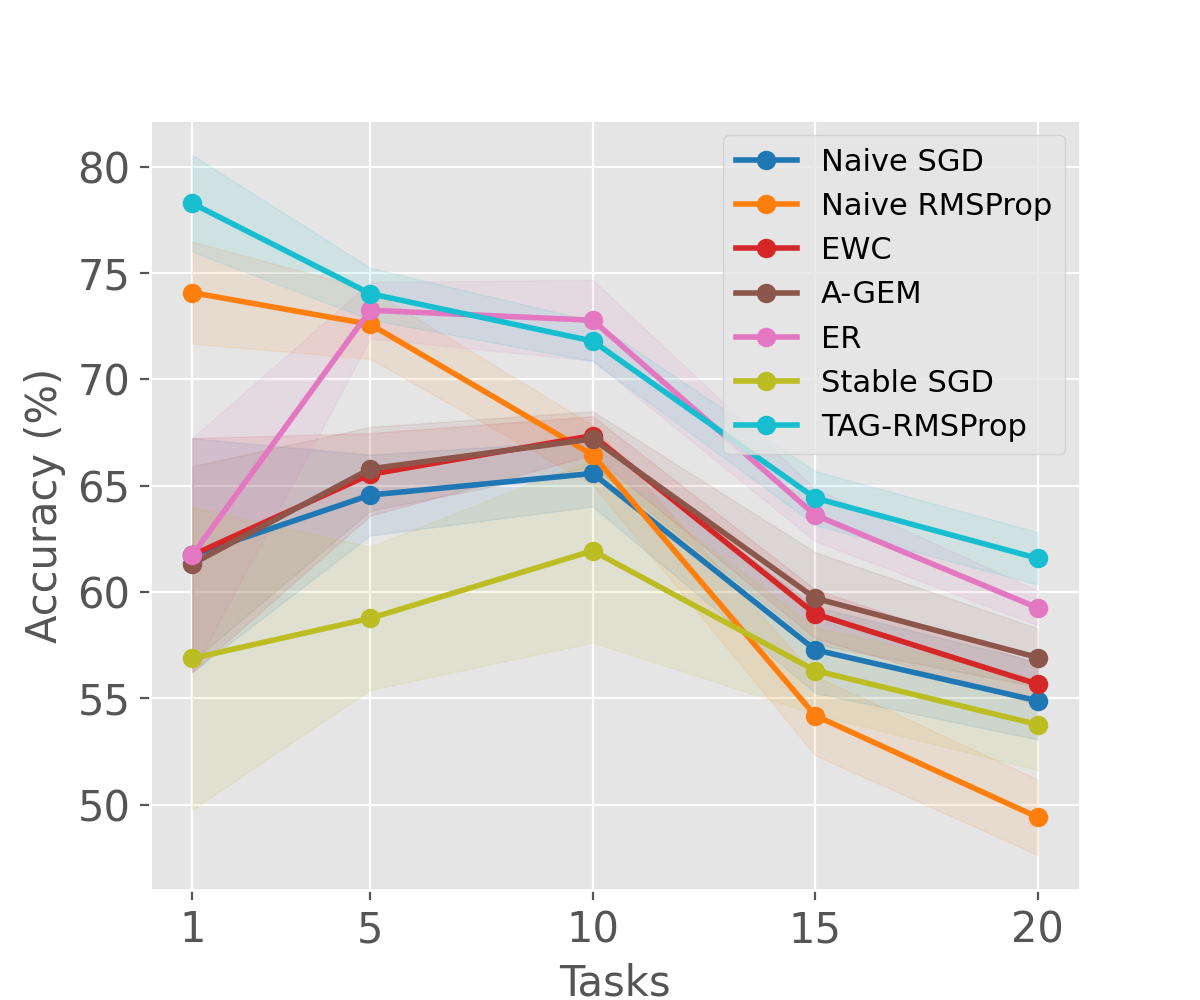 80
75
70
65
60
55
50
Accuracy (%)
Naive SGD
Naive RMSProp
EWC
A-GEM
ER
Stable SGD
TAG-RMSProp
1 5 10 15 20
Tasks